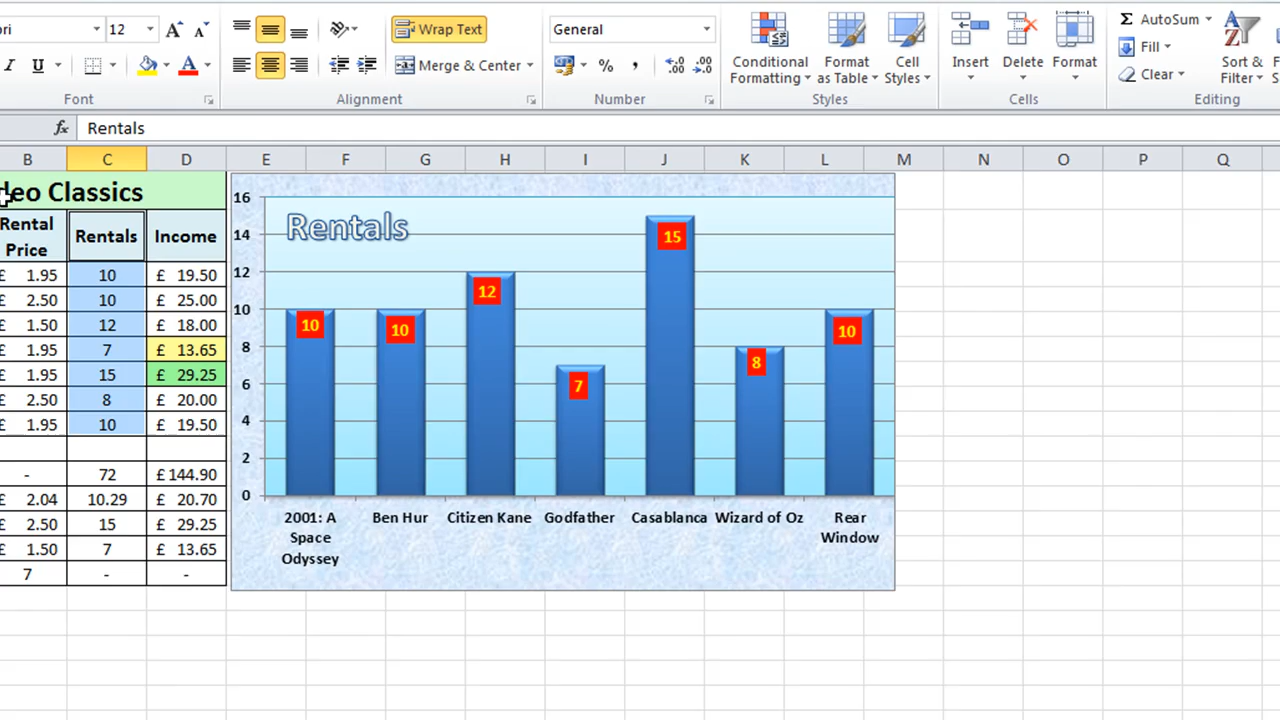 12 A A Wrap Text General Σ AutoSum
Conditional Format Cell Insert Delete Format Fill Sort &
I U A Merge & Center % , .00 Formatting as Table Styles Clear Filter
Font Alignment Number Styles Cells Editing
fx Rentals
B C D E F G H I J K L M N O P Q
Classics
Rental Price Rentals Income
£ 1.95 10 £ 19.50
£ 2.50 10 £ 25.00
£ 1.50 12 £ 18.00
£ 1.95 7 £ 13.65
£ 1.95 15 £ 29.25
£ 2.50 8 £ 20.00
£ 1.95 10 £ 19.50
- 72 £ 144.90
£ 2.04 10.29 £ 20.70
£ 2.50 15 £ 29.25
£ 1.50 7 £ 13.65
7 - -
Rentals
16
14
12
10
8
6
4
2
0
10 10 12 7 15 8 10
2001: A Space Odyssey
Ben Hur
Citizen Kane
Godfather
Casablanca
Wizard of Oz
Rear Window